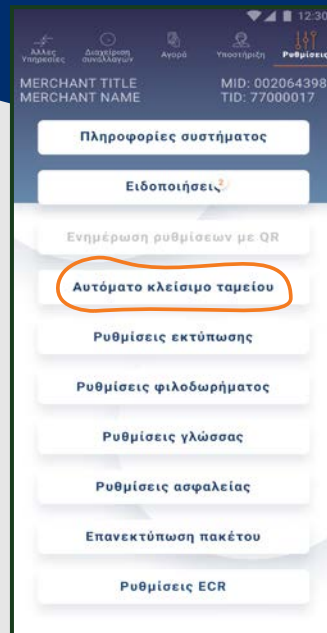 12:30
Άλλες Υπηρεσίες
Διαχείριση συναλλαγών
Αγορά
Υποστήριξη
Ρυθμίσεις
MERCHANT TITLE
MID: 002064398
MERCHANT NAME
TID: 77000017
Πληροφορίες συστήματος
Ειδοποιήσεις 2
Ενημέρωση ρυθμίσεων με QR
Αυτόματο κλείσιμο ταμείου
Ρυθμίσεις εκτύπωσης
Ρυθμίσεις φιλοδωρήματος
Ρυθμίσεις γλώσσας
Ρυθμίσεις ασφαλείας
Επανεκτύπωση πακέτου
Ρυθμίσεις ECR